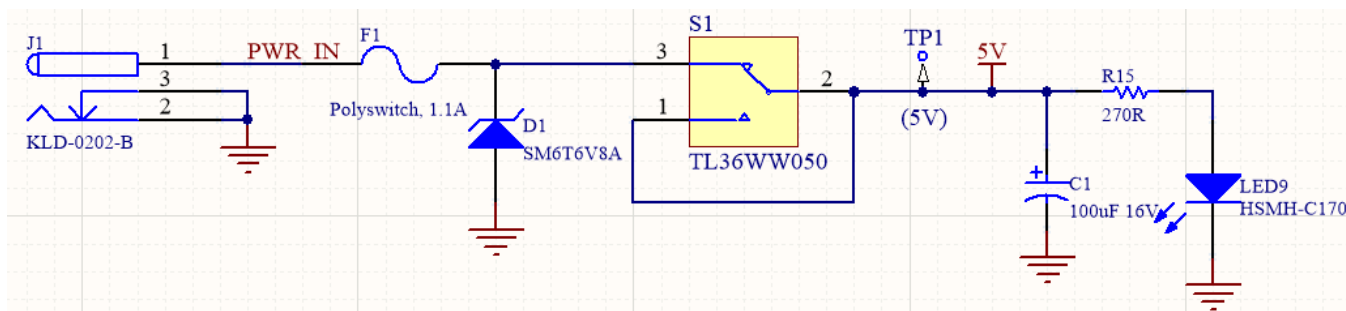 J1
1
PWR_IN
F1
3
2
KLD-0202-B
Polyswitch, 1.1A
D1
SM6T6V8A
S1
3
2
1
TL36WW050
TP1
(5V)
5V
R15
270R
+
C1
100uF 16V
LED9
HSMH-C170